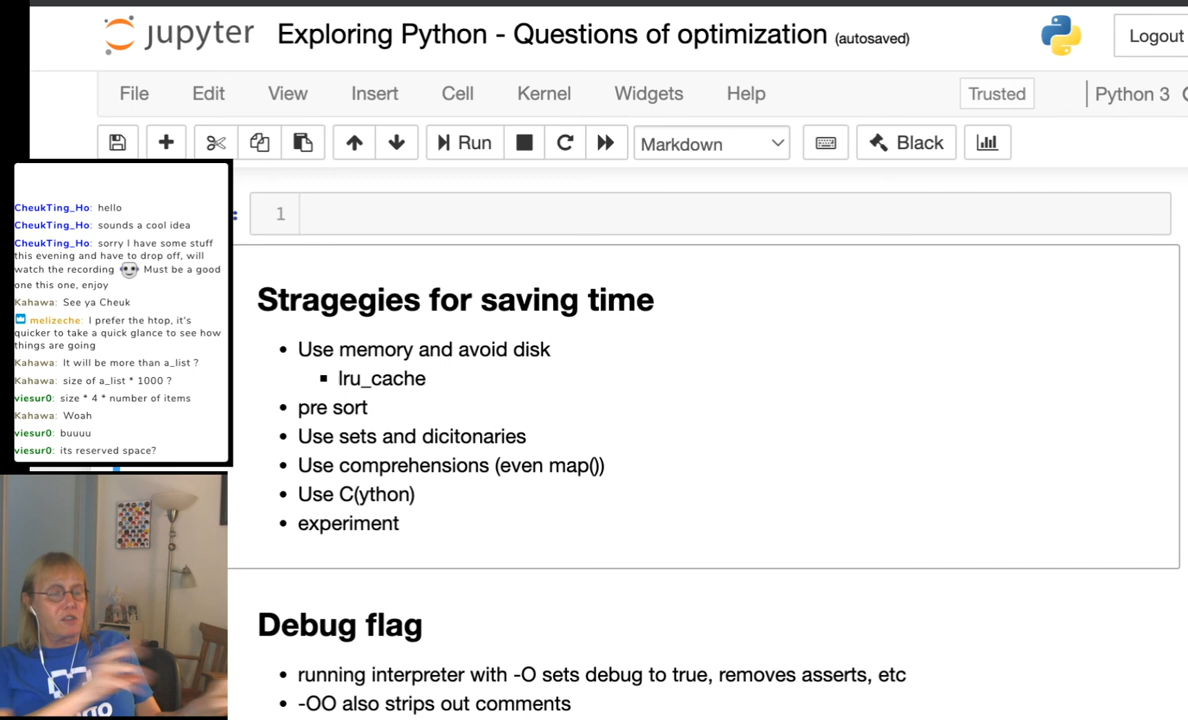 jupyter Exploring Python - Questions of optimization (autosaved) Logout
File Edit View Insert Cell Kernel Widgets Help Trusted Python 3
Run Markdown Black
CheukTing_Ho: hello
CheukTing_Ho: sounds a cool idea
CheukTing_Ho: sorry I have some stuff
this evening and have to drop off, will
watch the recording Must be a good
one this one, enjoy
Kahawa: See ya Cheuk
melizeche: I prefer the htop, it's
quicker to take a quick glance to see how
things are going
Kahawa: It will be more than a_list ?
Kahawa: size of a_list * 1000 ?
viesur0: size * 4 * number of items
Kahawa: Woah
viesur0: buuuu
viesur0: its reserved space?
1
Stragegies for saving time
• Use memory and avoid disk
▪ lru_cache
• pre sort
• Use sets and dicitonaries
• Use comprehensions (even map())
• Use C(ython)
• experiment
Debug flag
• running interpreter with -O sets debug to true, removes asserts, etc
• -OO also strips out comments